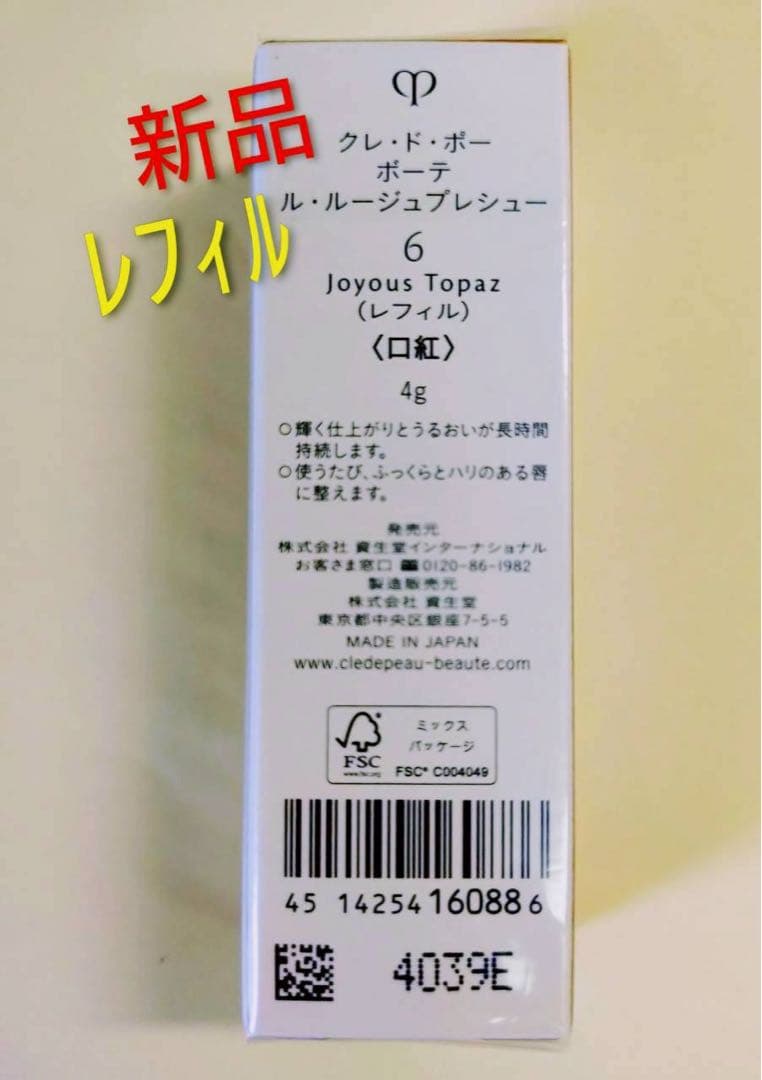 新品
レフィル
クレ・ド・ポー
ボーテ
ル・ルージュプレシュー
6
Joyous Topaz
（レフィル）
〈口紅〉
4g
○輝く仕上がりとうるおいが長時間
持続します。
○使うたび、ふっくらとハリのある唇
に整えます。
発売元
株式会社 資生堂インターナショナル
お客さま窓口 ☎0120-86-1982
製造販売元
株式会社 資生堂
東京都中央区銀座7-5-5
MADE IN JAPAN
www.cledepeau-beaute.com
FSC
www.fsc.org
ミックス
パッケージ
FSC® C004049
45 14254 160886
4039E